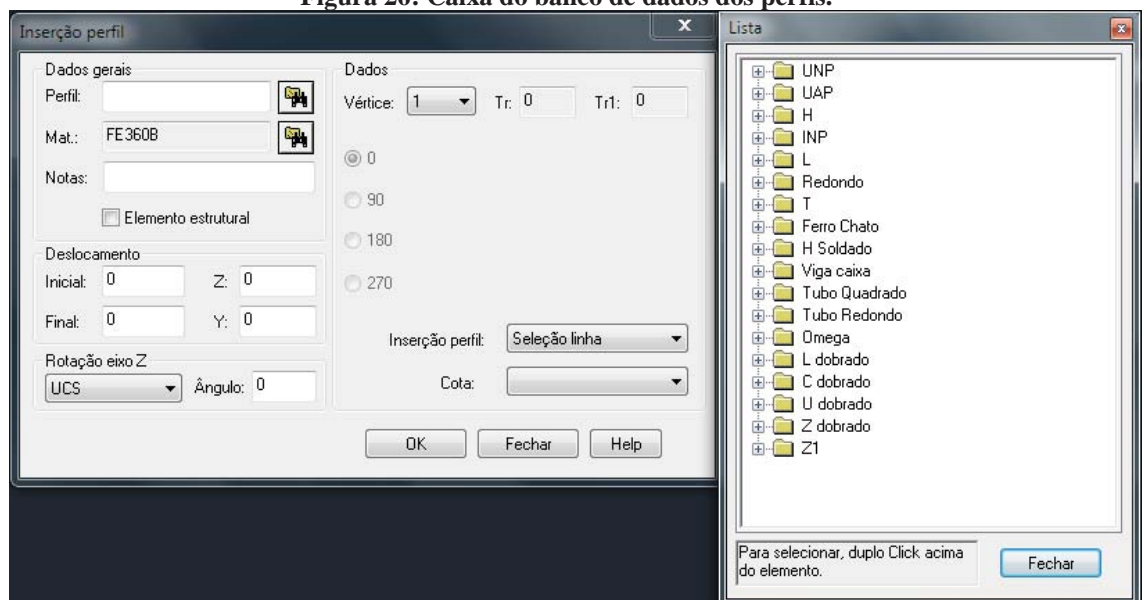 Figura 20: Caixa do banco de dados dos perfis.
Inserção perfil
Dados gerais
Perfil:
Mat.: FE360B
Notas:
Elemento estrutural
Deslocamento
Inicial: 0 Z: 0
Final: 0 Y: 0
Rotação eixo Z
UCS Ângulo: 0
Dados
Vértice: 1 Tr: 0 Tr1: 0
0
90
180
270
Inserção perfil: Seleção linha
Cota:
OK Fechar Help
Lista
UNP
UAP
H
INP
L
Redondo
T
Ferro Chato
H Soldado
Viga caixa
Tubo Quadrado
Tubo Redondo
Omega
L dobrado
C dobrado
U dobrado
Z dobrado
Z1
Para selecionar, duplo Click acima
do elemento.
Fechar